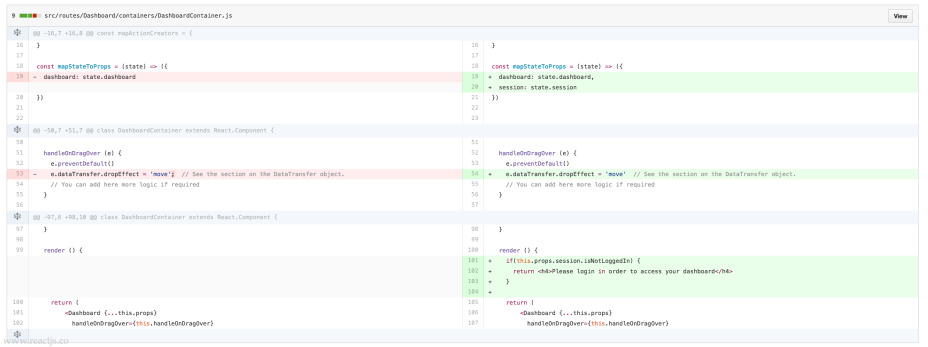 9 src/routes/Dashboard/containers/DashboardContainer.js View
@@ -16,7 +16,8 @@ const mapActionCreators = {
16 } 16 }
17 17
18 const mapStateToProps = (state) => ({ 18 const mapStateToProps = (state) => ({
19 - dashboard: state.dashboard 19 + dashboard: state.dashboard,
20 + session: state.session
20 }) 21 })
21 22
22 23
@@ -50,7 +51,7 @@ class DashboardContainer extends React.Component {
50 51
51 handleOnDragOver (e) { 52 handleOnDragOver (e) {
52 e.preventDefault() 53 e.preventDefault()
53 - e.dataTransfer.dropEffect = 'move'; // See the section on the DataTransfer object. 54 + e.dataTransfer.dropEffect = 'move' // See the section on the DataTransfer object.
54 // You can add here more logic if required 55 // You can add here more logic if required
55 } 56 }
56 57
@@ -97,6 +98,10 @@ class DashboardContainer extends React.Component {
97 } 98 }
98 99
99 render () { 100 render () {
101 + if(this.props.session.isNotLoggedIn) {
102 + return <h4>Please login in order to access your dashboard</h4>
103 + }
104 +
100 return ( 105 return (
101 <Dashboard {...this.props} 106 <Dashboard {...this.props}
102 handleOnDragOver={this.handleOnDragOver} 107 handleOnDragOver={this.handleOnDragOver}
www.reactjs.co